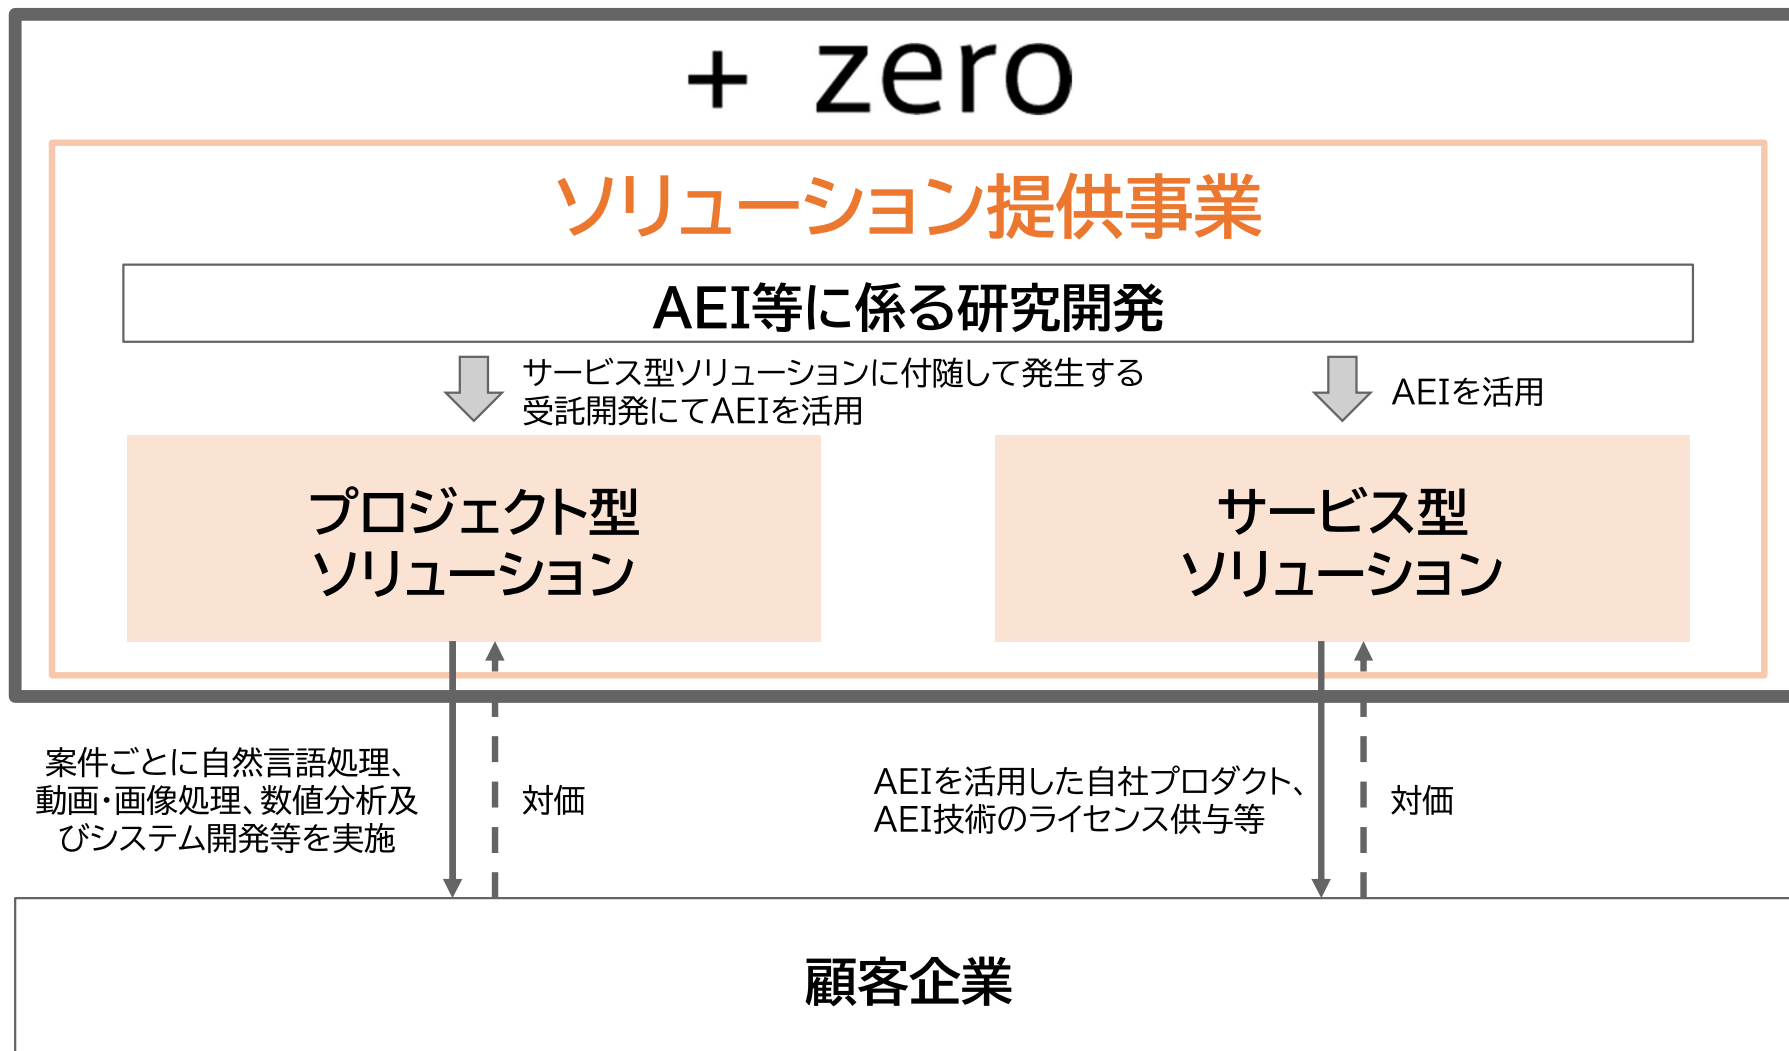 + zero
ソリューション提供事業
AEI等に係る研究開発
サービス型ソリューションに付随して発生する
受託開発にてAEIを活用
AEIを活用
プロジェクト型
ソリューション
サービス型
ソリューション
案件ごとに自然言語処理、
動画・画像処理、数値分析及
びシステム開発等を実施
対価
AEIを活用した自社プロダクト、
AEI技術のライセンス供与等
対価
顧客企業